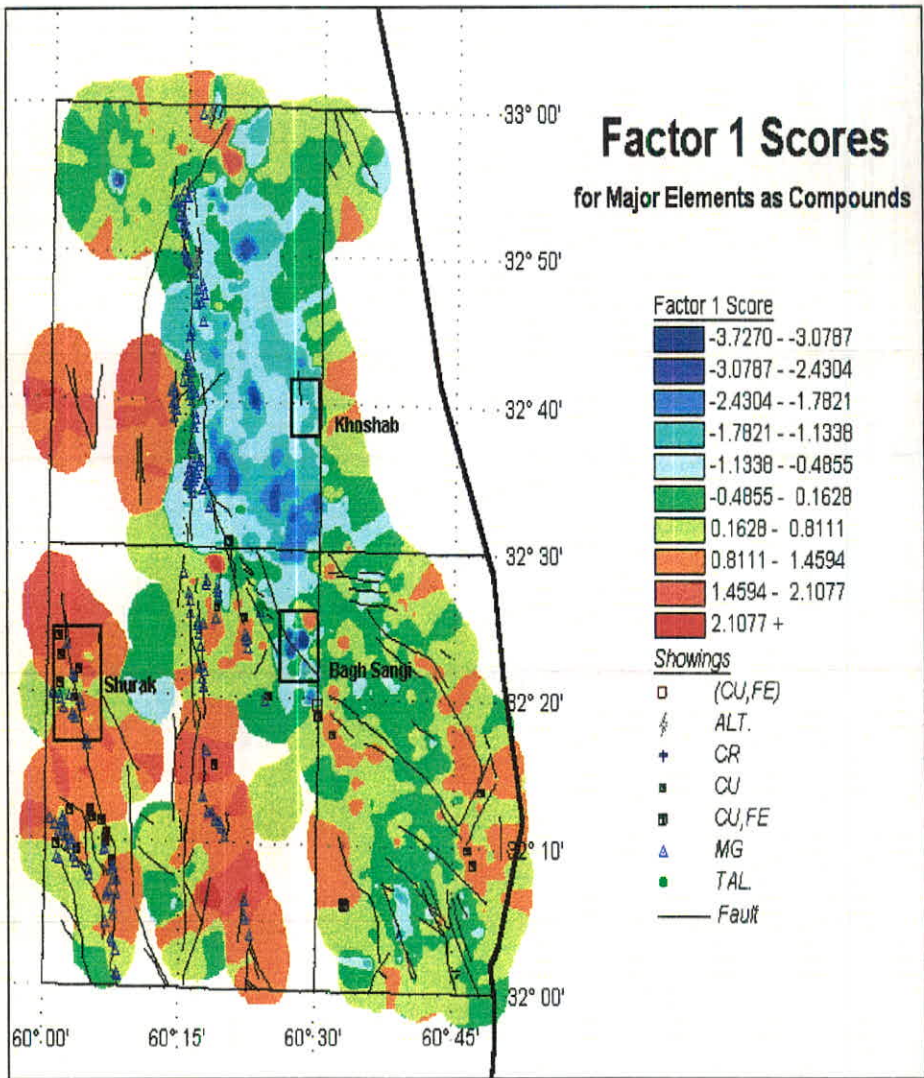 Factor 1 Scores
for Major Elements as Compounds
Factor 1 Score
-3.7270 - -3.0787
-3.0787 - -2.4304
-2.4304 - -1.7821
-1.7821 - -1.1338
-1.1338 - -0.4855
-0.4855 - 0.1628
0.1628 - 0.8111
0.8111 - 1.4594
1.4594 - 2.1077
2.1077 +
Showings
(CU,FE)
ALT.
CR
CU
CU,FE
MG
TAL.
Fault
33° 00'
32° 50'
32° 40'
Khoshab
32° 30'
Bagh Sangi
Shurak
32° 20'
32° 10'
32° 00'
60° 00'
60° 15'
60° 30'
60° 45'